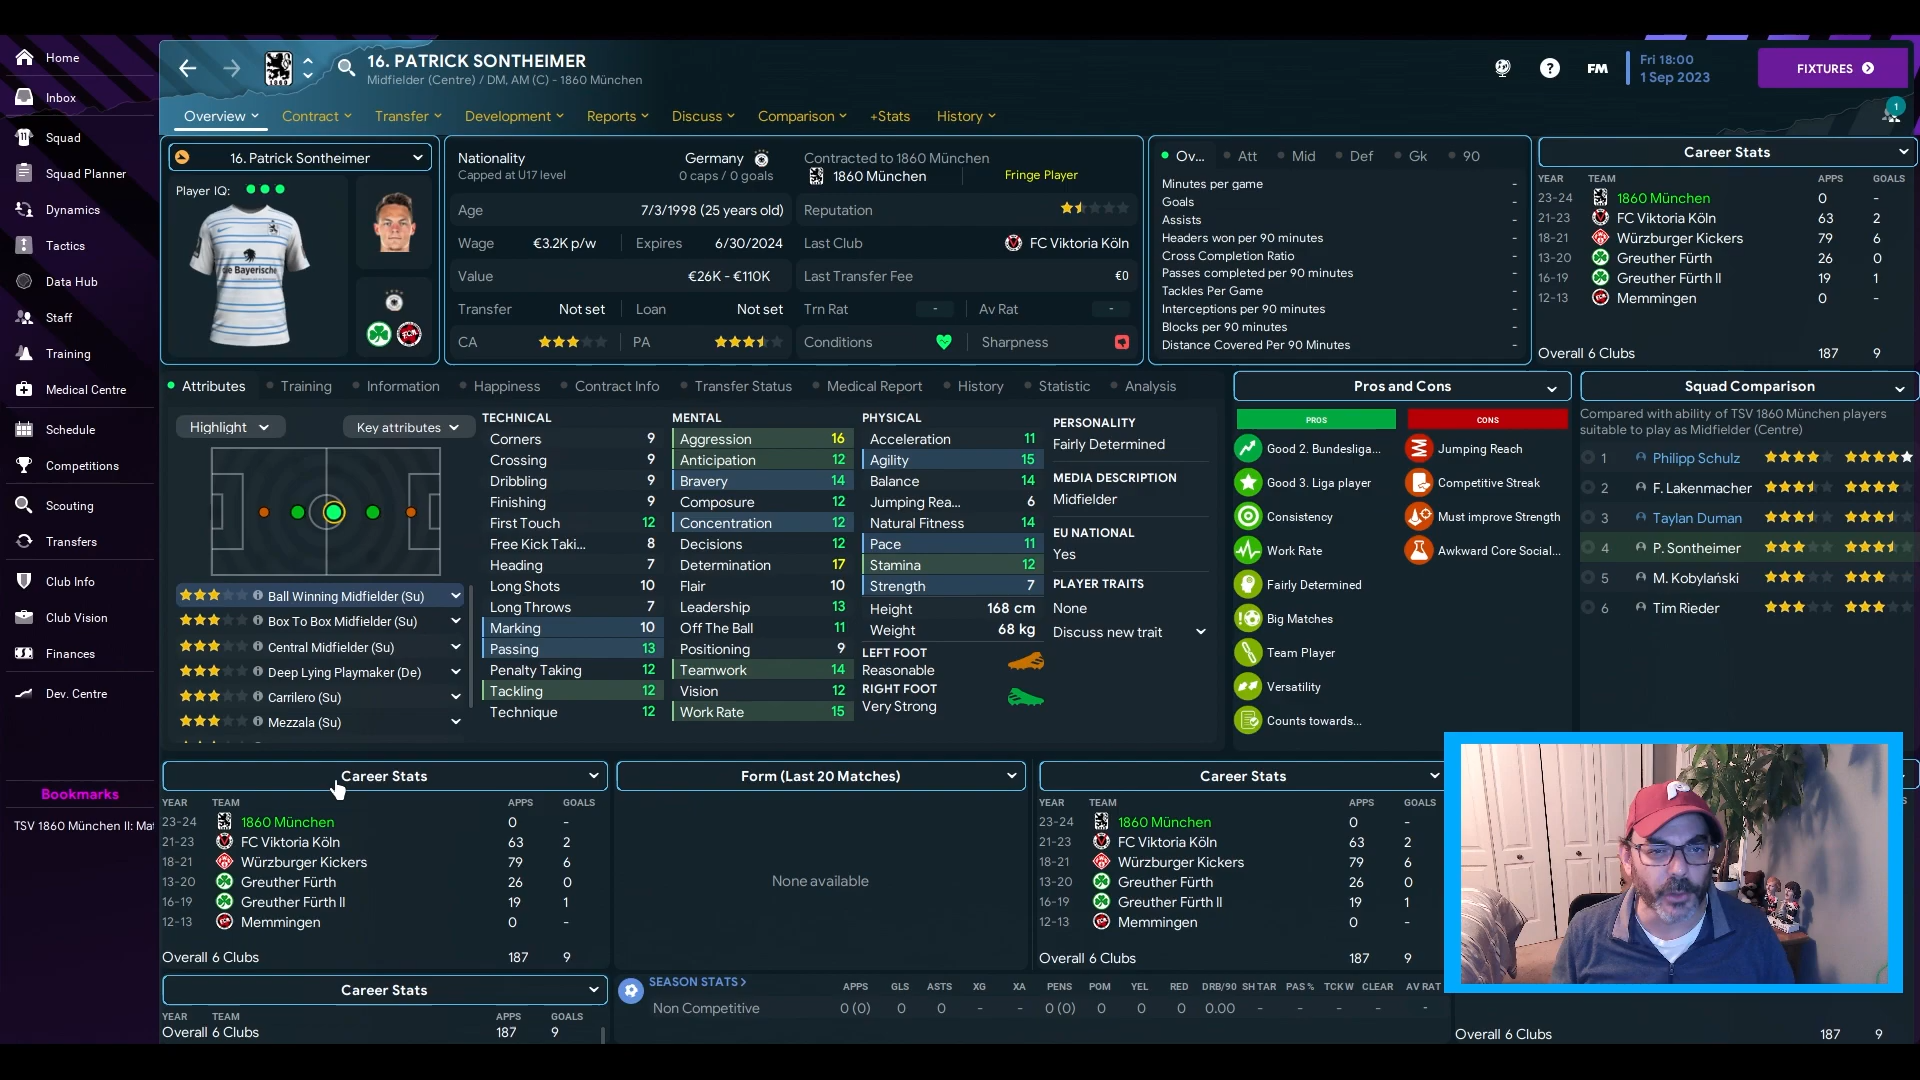 Home
Inbox
Squad
Squad Planner
Dynamics
Tactics
Data Hub
Staff
Training
Medical Centre
Schedule
Competitions
Scouting
Transfers
Club Info
Club Vision
Finances
Dev. Centre
Bookmarks
TSV 1860 München II: Ma
16. PATRICK SONTHEIMER
Midfielder (Centre) / DM, AM (C) - 1860 München
FM
Fri 18:00
1 Sep 2023
FIXTURES
1
Overview Contract Transfer Development Reports Discuss Comparison +Stats History
16. Patrick Sontheimer
Player IQ:
die Bayerische
Nationality Germany
Capped at U17 level 0 caps / 0 goals
Age 7/3/1998 (25 years old)
Wage €3.2K p/w Expires 6/30/2024
Value €26K - €110K
Transfer Not set Loan Not set
CA PA
Contracted to 1860 München
1860 München Fringe Player
Reputation
Last Club FC Viktoria Köln
Last Transfer Fee €0
Trn Rat - Av Rat -
Conditions Sharpness
Ov... Att Mid Def Gk 90
Minutes per game -
Goals -
Assists -
Headers won per 90 minutes -
Cross Completion Ratio -
Passes completed per 90 minutes -
Tackles Per Game -
Interceptions per 90 minutes -
Blocks per 90 minutes -
Distance Covered Per 90 Minutes -
Career Stats
YEAR TEAM APPS GOALS
23-24 1860 München 0 -
21-23 FC Viktoria Köln 63 2
18-21 Würzburger Kickers 79 6
13-20 Greuther Fürth 26 0
16-19 Greuther Fürth II 19 1
12-13 Memmingen 0 -
Overall 6 Clubs 187 9
Attributes Training Information Happiness Contract Info Transfer Status Medical Report History Statistic Analysis
Highlight Key attributes
Ball Winning Midfielder (Su)
Box To Box Midfielder (Su)
Central Midfielder (Su)
Deep Lying Playmaker (De)
Carrilero (Su)
Mezzala (Su)
TECHNICAL
Corners 9
Crossing 9
Dribbling 9
Finishing 9
First Touch 12
Free Kick Taki... 8
Heading 7
Long Shots 10
Long Throws 7
Marking 10
Passing 13
Penalty Taking 12
Tackling 12
Technique 12
MENTAL
Aggression 16
Anticipation 12
Bravery 14
Composure 12
Concentration 12
Decisions 12
Determination 17
Flair 10
Leadership 13
Off The Ball 11
Positioning 9
Teamwork 14
Vision 12
Work Rate 15
PHYSICAL
Acceleration 11
Agility 15
Balance 14
Jumping Rea... 6
Natural Fitness 14
Pace 11
Stamina 12
Strength 7
Height 168 cm
Weight 68 kg
LEFT FOOT
Reasonable
RIGHT FOOT
Very Strong
PERSONALITY
Fairly Determined
MEDIA DESCRIPTION
Midfielder
EU NATIONAL
Yes
PLAYER TRAITS
None
Discuss new trait
Pros and Cons
PROS CONS
Good 2. Bundesliga...
Good 3. Liga player
Consistency
Work Rate
Fairly Determined
Big Matches
Team Player
Versatility
Counts towards...
Jumping Reach
Competitive Streak
Must improve Strength
Awkward Core Social...
Squad Comparison
Compared with ability of TSV 1860 München players
suitable to play as Midfielder (Centre)
1 Philipp Schulz
2 F. Lakenmacher
3 Taylan Duman
4 P. Sontheimer
5 M. Kobylański
6 Tim Rieder
Career Stats
YEAR TEAM APPS GOALS
23-24 1860 München 0 -
21-23 FC Viktoria Köln 63 2
18-21 Würzburger Kickers 79 6
13-20 Greuther Fürth 26 0
16-19 Greuther Fürth II 19 1
12-13 Memmingen 0 -
Overall 6 Clubs 187 9
Form (Last 20 Matches)
None available
Career Stats
YEAR TEAM APPS GOALS
23-24 1860 München 0 -
21-23 FC Viktoria Köln 63 2
18-21 Würzburger Kickers 79 6
13-20 Greuther Fürth 26 0
16-19 Greuther Fürth II 19 1
12-13 Memmingen 0 -
Overall 6 Clubs 187 9
Career Stats
YEAR TEAM APPS GOALS
Overall 6 Clubs 187 9
SEASON STATS APPS GLS ASTS XG XA PENS POM YEL RED DRB/90 SH TAR PAS % TCK W CLEAR AV RAT
Non Competitive 0 (0) 0 0 - - 0 (0) 0 0 0 0.00 - - - - -
Overall 6 Clubs 187 9